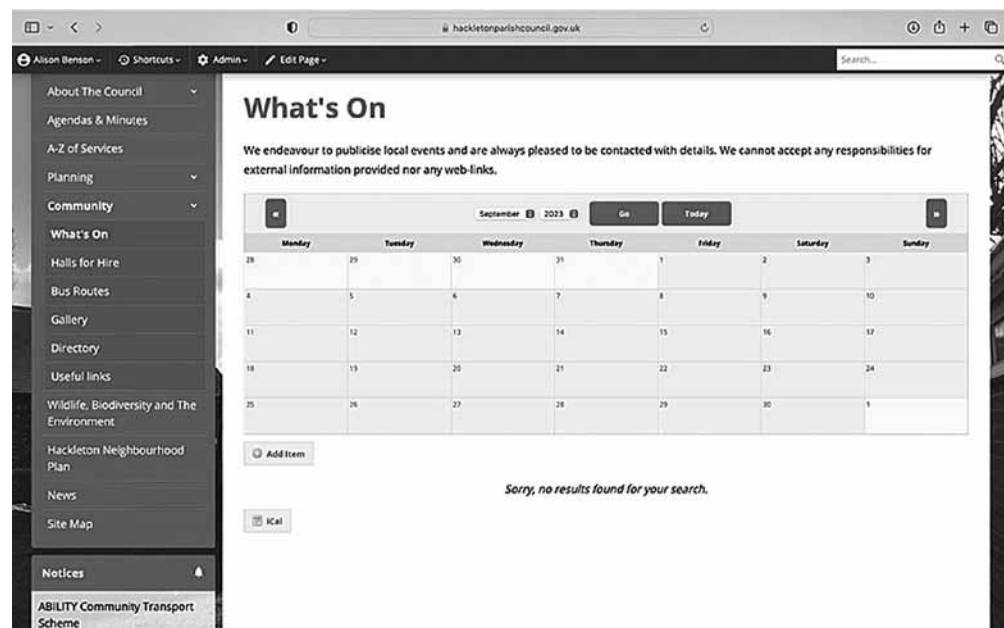 hackletonparishcouncil.gov.uk
Alison Benson
Shortcuts
Admin
Edit Page
Search...
About The Council
Agendas & Minutes
A-Z of Services
Planning
Community
What's On
Halls for Hire
Bus Routes
Gallery
Directory
Useful links
Wildlife, Biodiversity and The
Environment
Hackleton Neighbourhood
Plan
News
Site Map
Notices
ABILITY Community Transport
Scheme
What's On
We endeavour to publicise local events and are always pleased to be contacted with details. We cannot accept any responsibilities for
external information provided nor any web-links.
« September 2023 Go Today »
Monday Tuesday Wednesday Thursday Friday Saturday Sunday
28 29 30 31 1 2 3
4 5 6 7 8 9 10
11 12 13 14 15 16 17
18 19 20 21 22 23 24
25 26 27 28 29 30 1
Add Item
Sorry, no results found for your search.
iCal